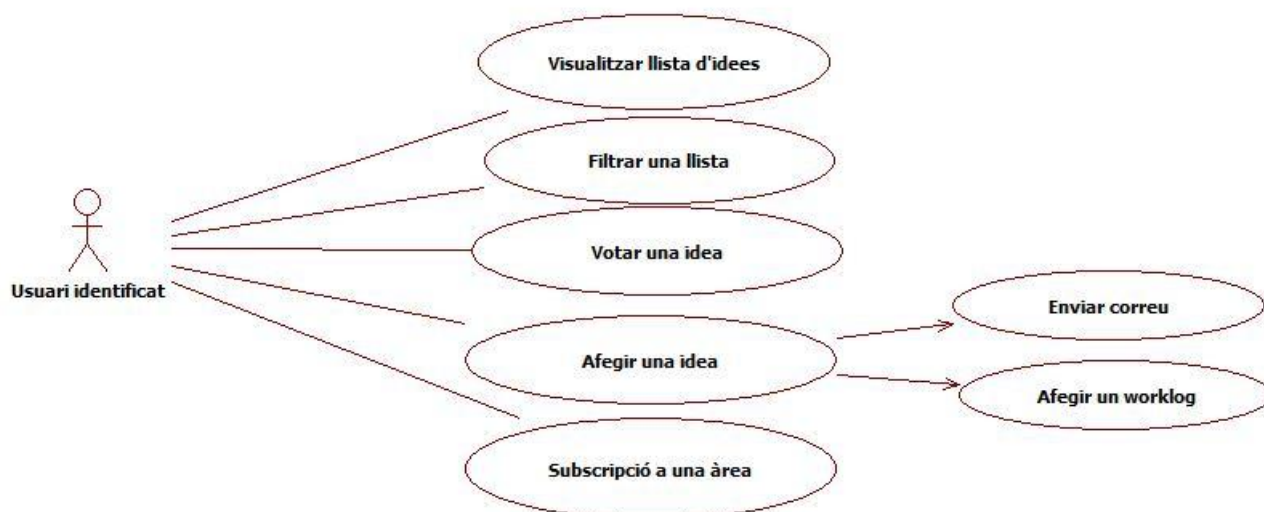 Visualitzar llista d'idees
Filtrar una llista
Votar una idea
Usuari identificat
Enviar correu
Afegir una idea
Afegir un worklog
Subscripció a una àrea